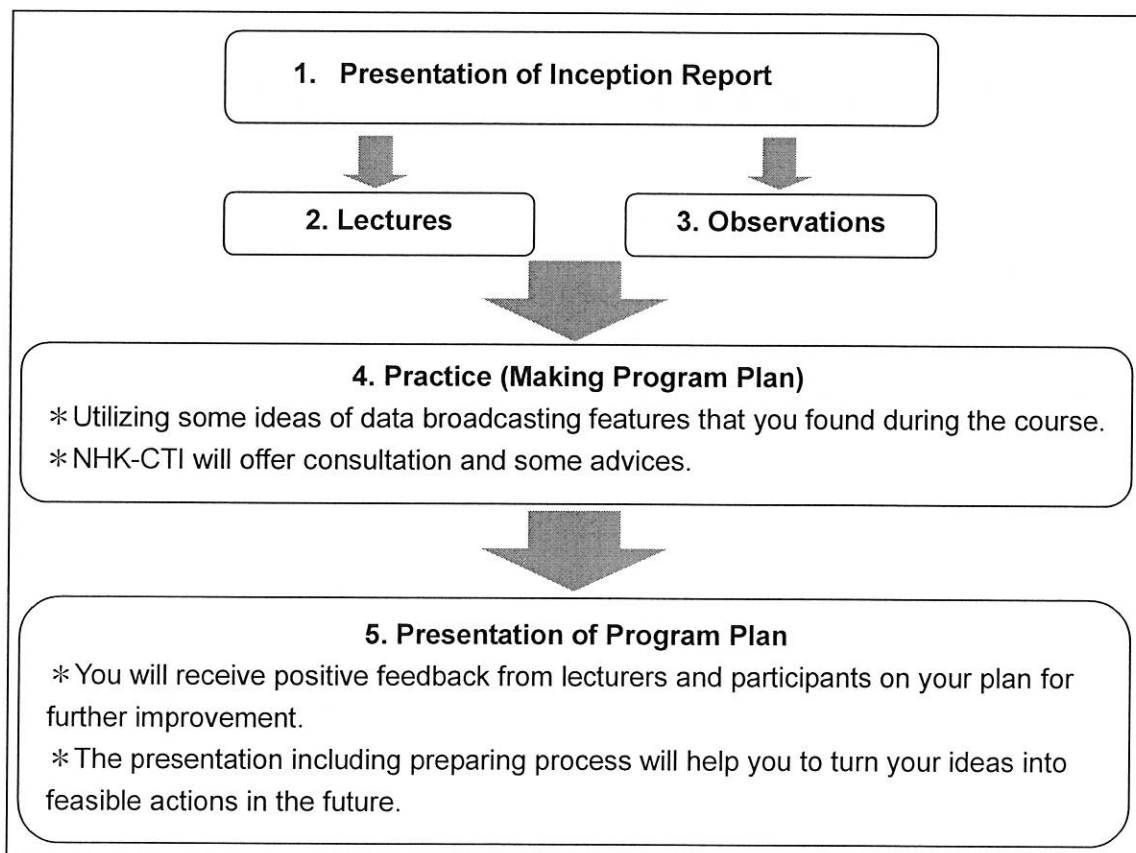 1. Presentation of Inception Report
2. Lectures
3. Observations
4. Practice (Making Program Plan)
＊Utilizing some ideas of data broadcasting features that you found during the course.
＊NHK-CTI will offer consultation and some advices.
5. Presentation of Program Plan
＊You will receive positive feedback from lecturers and participants on your plan for
further improvement.
＊The presentation including preparing process will help you to turn your ideas into
feasible actions in the future.